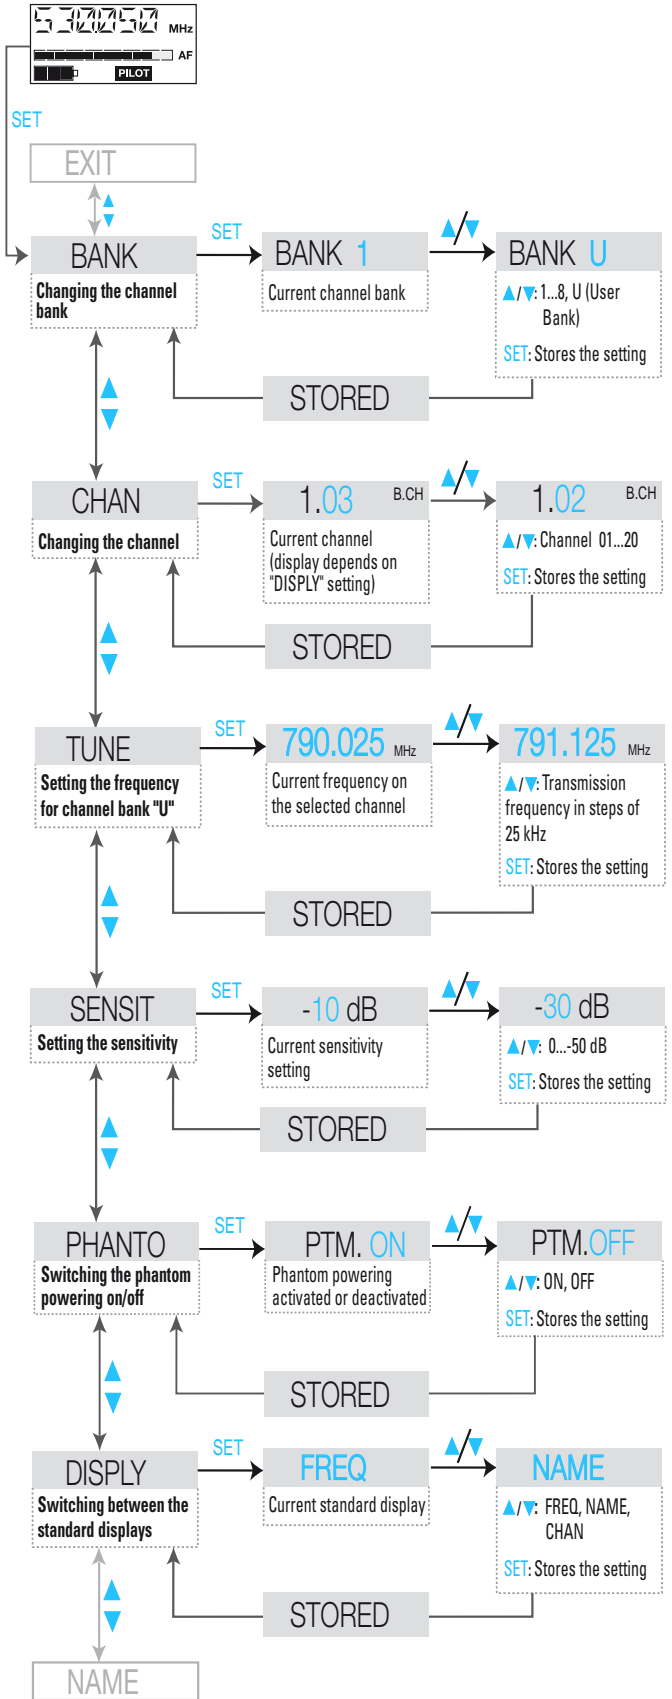 530.050 MHz
AF
PILOT
SET
EXIT
BANK
Changing the channel
bank
SET
BANK 1
Current channel bank
▲/▼
BANK U
▲/▼: 1...8, U (User
Bank)
SET: Stores the setting
STORED
CHAN
Changing the channel
SET
1.03 B.CH
Current channel
(display depends on
"DISPLY" setting)
▲/▼
1.02 B.CH
▲/▼: Channel 01...20
SET: Stores the setting
STORED
TUNE
Setting the frequency
for channel bank "U"
SET
790.025 MHz
Current frequency on
the selected channel
▲/▼
791.125 MHz
▲/▼: Transmission
frequency in steps of
25 kHz
SET: Stores the setting
STORED
SENSIT
Setting the sensitivity
SET
-10 dB
Current sensitivity
setting
▲/▼
-30 dB
▲/▼: 0...-50 dB
SET: Stores the setting
STORED
PHANTO
Switching the phantom
powering on/off
SET
PTM. ON
Phantom powering
activated or deactivated
▲/▼
PTM.OFF
▲/▼: ON, OFF
SET: Stores the setting
STORED
DISPLY
Switching between the
standard displays
SET
FREQ
Current standard display
▲/▼
NAME
▲/▼: FREQ, NAME,
CHAN
SET: Stores the setting
STORED
NAME